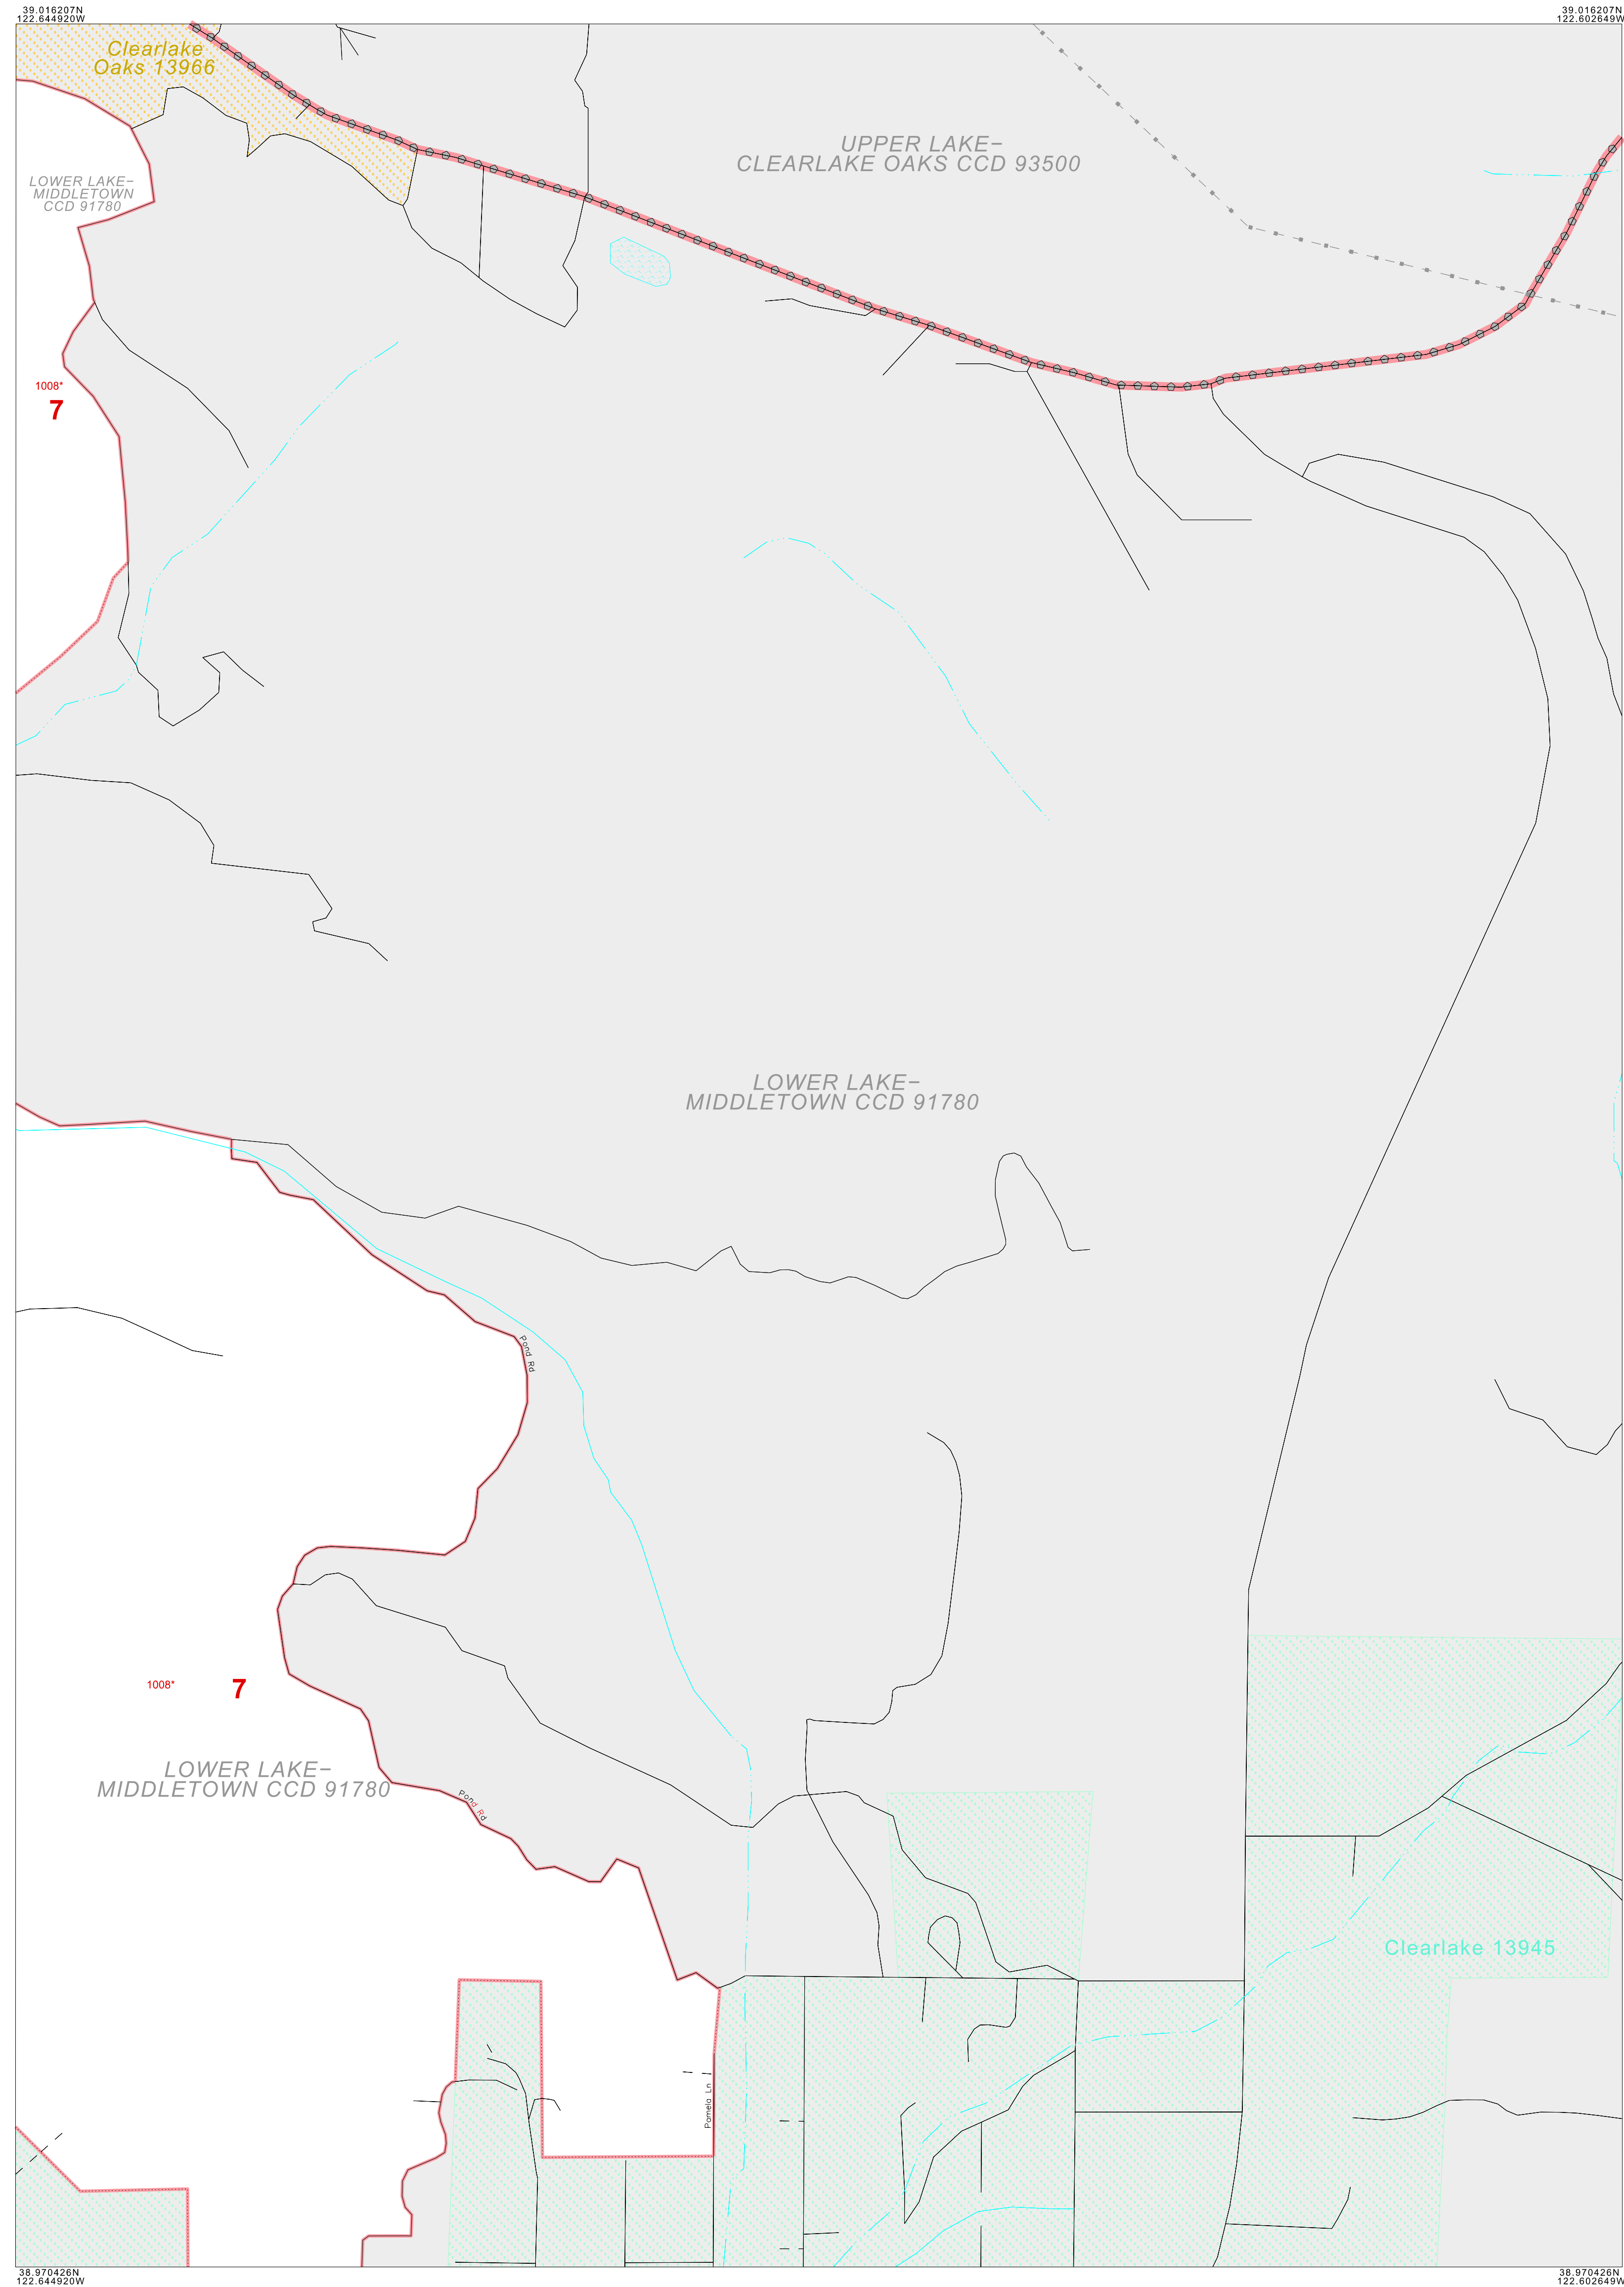 39.016207N
122.644920W
39.016207N
122.602649W
Clearlake
Oaks 13966
UPPER LAKE−
CLEARLAKE OAKS CCD 93500
LOWER LAKE−
MIDDLETOWN
CCD 91780
1008*
7
LOWER LAKE−
MIDDLETOWN CCD 91780
Pond Rd
1008*
7
LOWER LAKE−
MIDDLETOWN CCD 91780
Pond Rd
Clearlake 13945
Pamela Ln
38.970426N
122.644920W
38.970426N
122.602649W